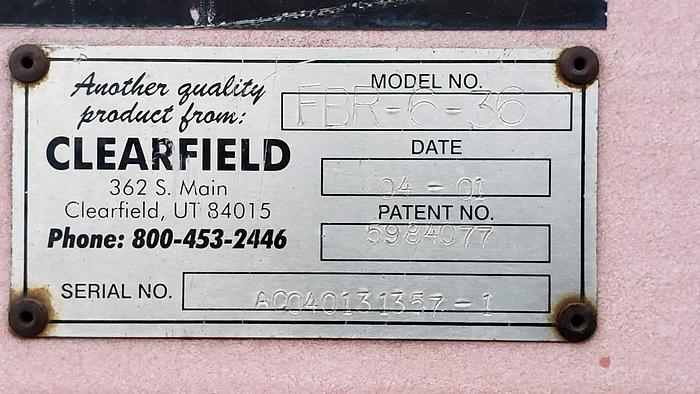 Another quality
product from:
CLEARFIELD
362 S. Main
Clearfield, UT 84015
Phone: 800-453-2446
MODEL NO.
FBR-6-36
DATE
04-01
PATENT NO.
5984077
SERIAL NO.
AC040131357-1